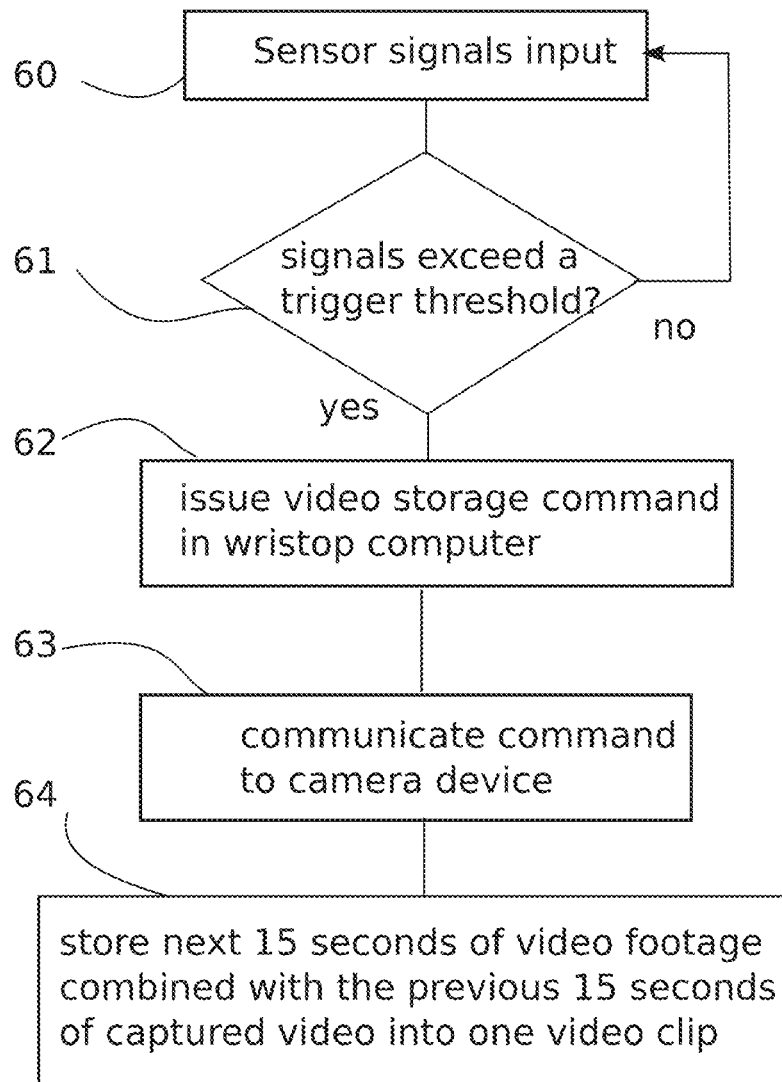 60
Sensor signals input
61
signals exceed a
trigger threshold?
no
yes
62
issue video storage command
in wristop computer
63
communicate command
to camera device
64
store next 15 seconds of video footage
combined with the previous 15 seconds
of captured video into one video clip